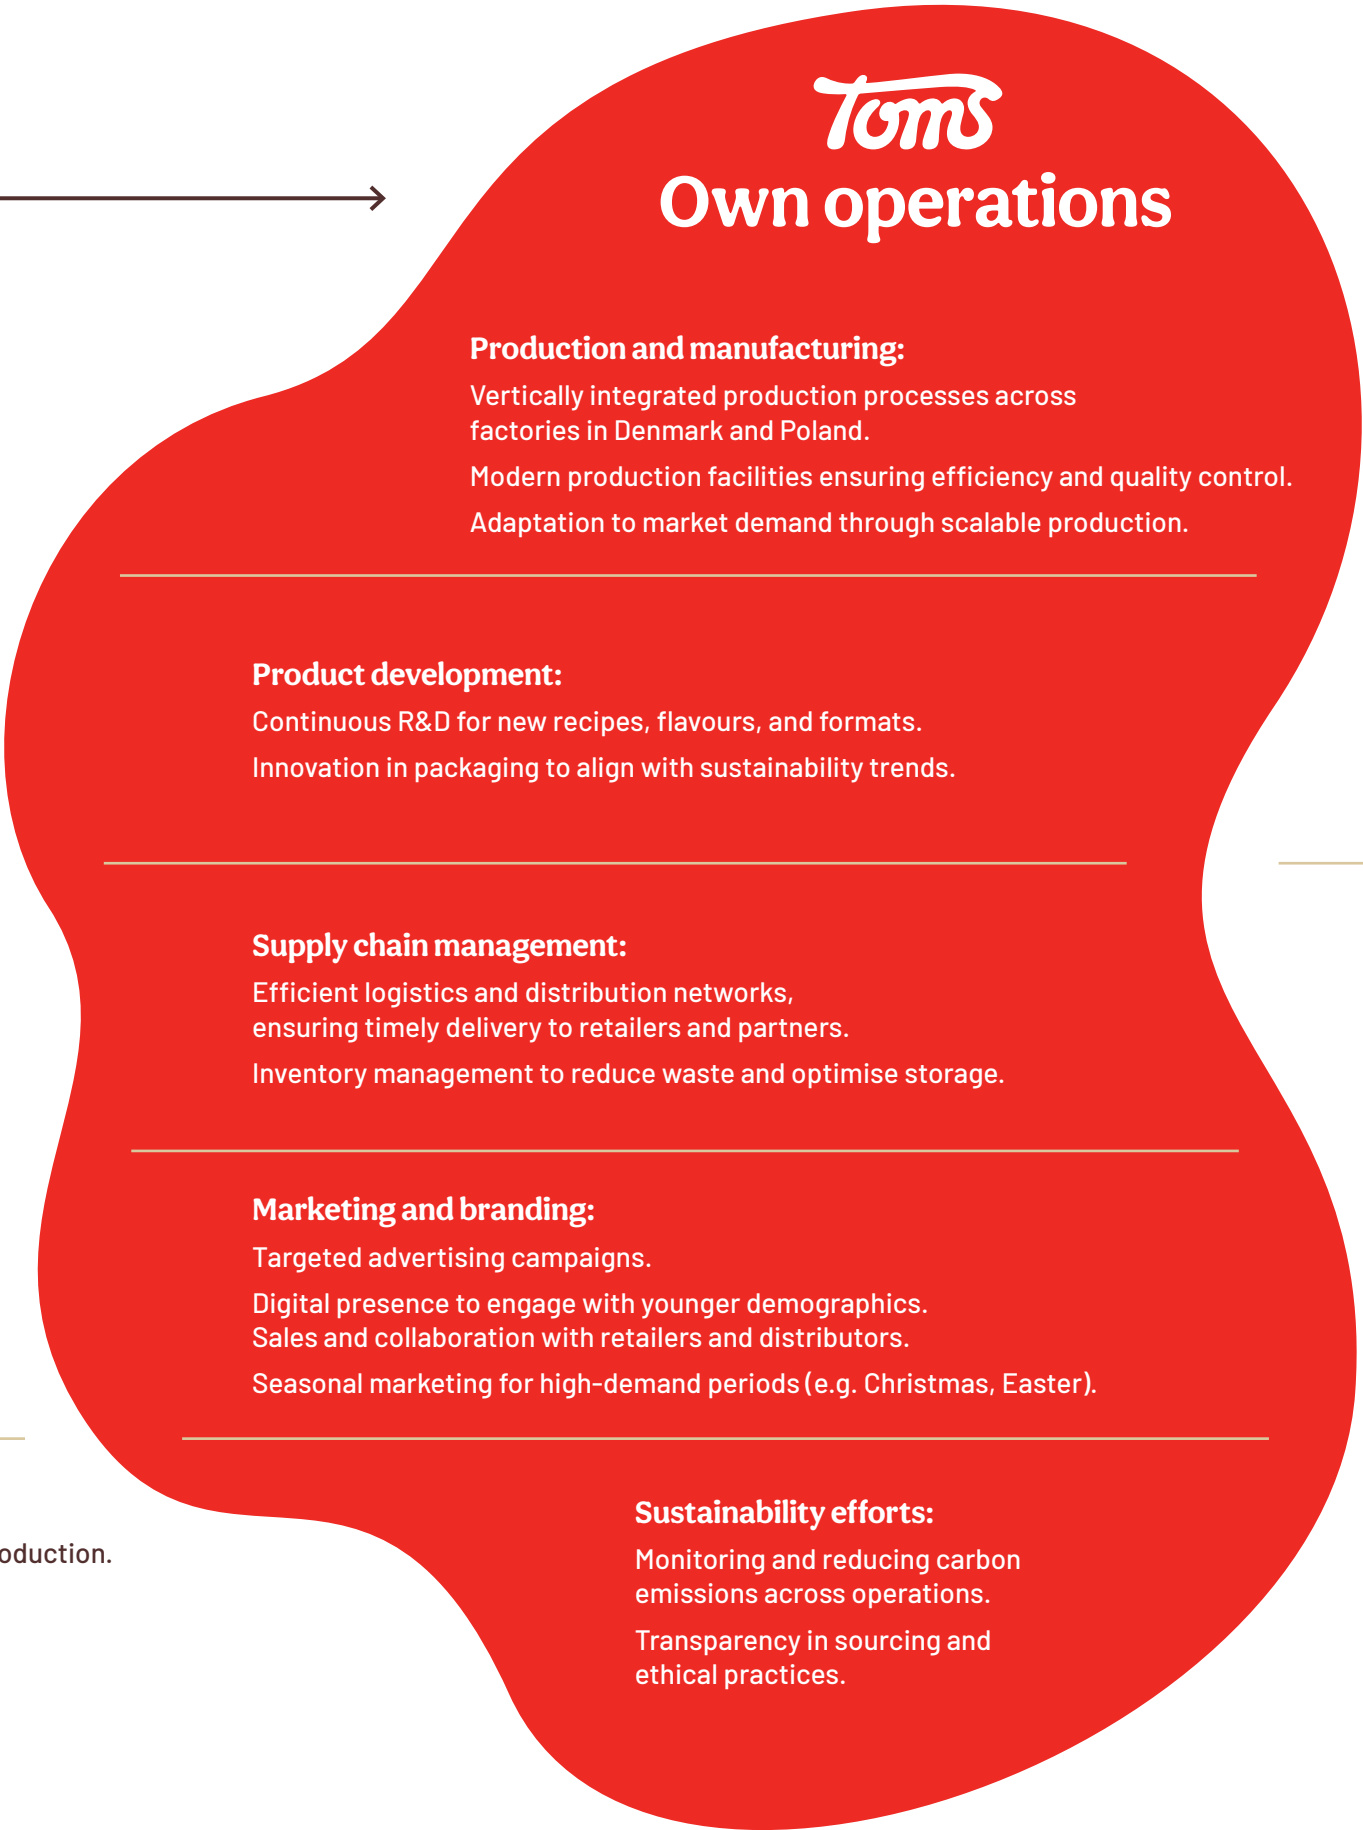 Toms
Own operations
Production and manufacturing:
Vertically integrated production processes across
factories in Denmark and Poland.
Modern production facilities ensuring efficiency and quality control.
Adaptation to market demand through scalable production.
Product development:
Continuous R&D for new recipes, flavours, and formats.
Innovation in packaging to align with sustainability trends.
Supply chain management:
Efficient logistics and distribution networks,
ensuring timely delivery to retailers and partners.
Inventory management to reduce waste and optimise storage.
Marketing and branding:
Targeted advertising campaigns.
Digital presence to engage with younger demographics.
Sales and collaboration with retailers and distributors.
Seasonal marketing for high-demand periods (e.g. Christmas, Easter).
Sustainability efforts:
oduction.
Monitoring and reducing carbon
emissions across operations.
Transparency in sourcing and
ethical practices.